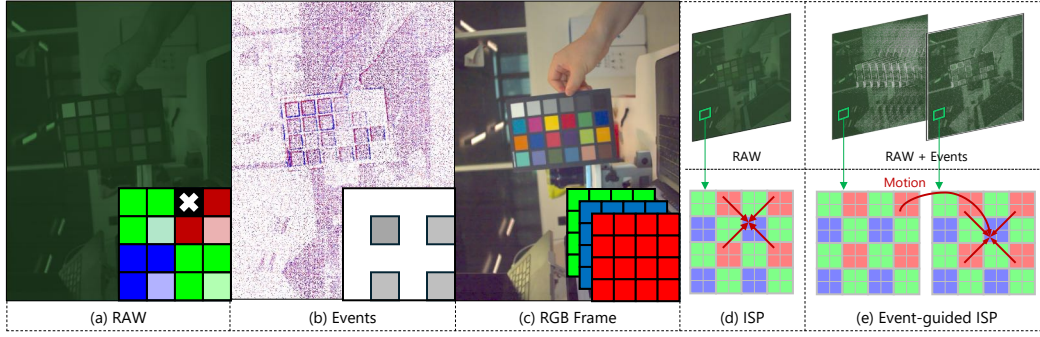 RAW
RAW + Events
Motion
(a) RAW
(b) Events
(c) RGB Frame
(d) ISP
(e) Event-guided ISP